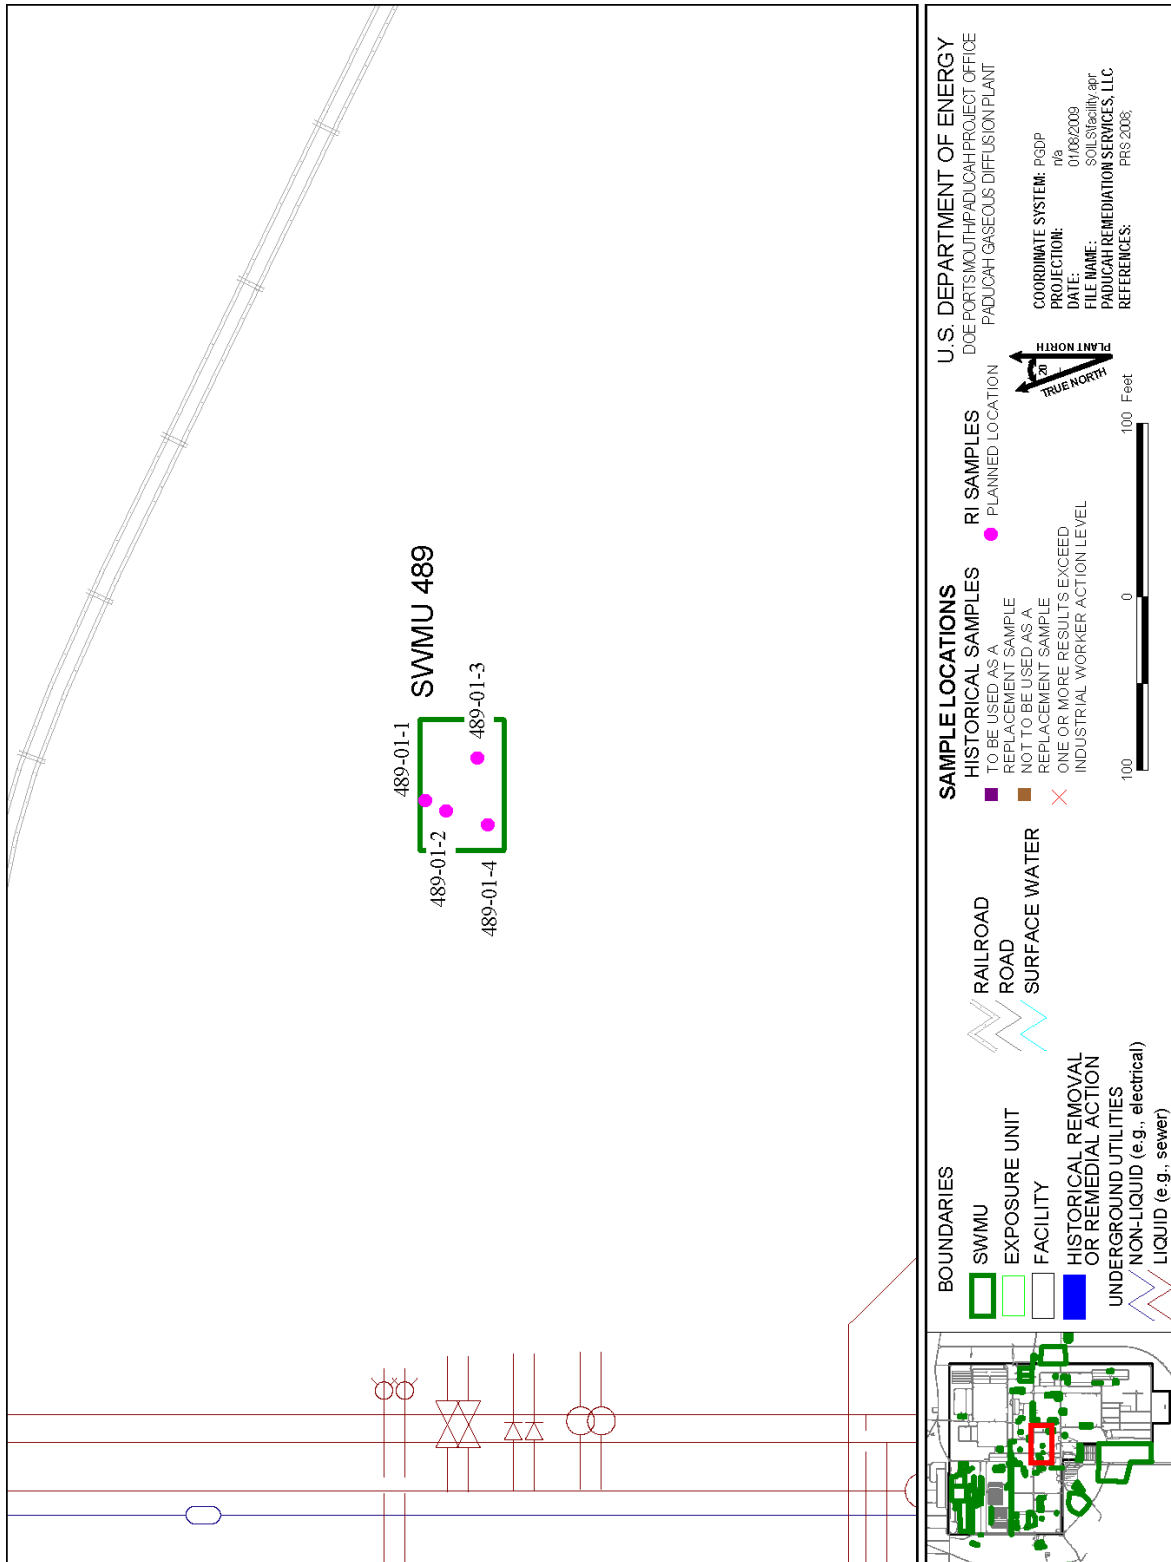 SWMU 489
489-01-1
489-01-2
489-01-3
489-01-4
BOUNDARIES
SWMU
EXPOSURE UNIT
FACILITY
HISTORICAL REMOVAL
OR REMEDIAL ACTION
UNDERGROUND UTILITIES
NON-LIQUID (e.g., electrical)
LIQUID (e.g., sewer)
RAILROAD
ROAD
SURFACE WATER
SAMPLE LOCATIONS
HISTORICAL SAMPLES
TO BE USED AS A
REPLACEMENT SAMPLE
NOT TO BE USED AS A
REPLACEMENT SAMPLE
ONE OR MORE RESULTS EXCEED
INDUSTRIAL WORKER ACTION LEVEL
RI SAMPLES
PLANNED LOCATION
100 0 100 Feet
PLANT NORTH
20
TRUE NORTH
U.S. DEPARTMENT OF ENERGY
DOE PORTSMOUTH/PADUCAH PROJECT OFFICE
PADUCAH GASEOUS DIFFUSION PLANT
COORDINATE SYSTEM: PGDP
PROJECTION: n/a
DATE: 01/08/2009
FILE NAME: SOILS\facility.apr
PADUCAH REMEDIATION SERVICES, LLC
REFERENCES: PRS 2008;